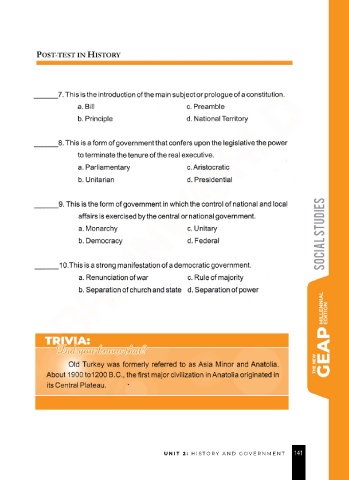 POST-TEST IN HISTORY
______7. This is the introduction of the main subject or prologue of a constitution.
a. Bill c. Preamble
b. Principle d. National Territory
______8. This is a form of government that confers upon the legislative the power
to terminate the tenure of the real executive.
a. Parliamentary c. Aristocratic
b. Unitarian d. Presidential
______9. This is the form of government in which the control of national and local
affairs is exercised by the central or national government.
a. Monarchy c. Unitary
b. Democracy d. Federal
______10.This is a strong manifestation of a democratic government.
a. Renunciation of war c. Rule of majority
b. Separation of church and state d. Separation of power
SOCIAL STUDIES
THE NEW
GEAP MILLENNIAL
EDITION
TRIVIA:
Did you know that?
Old Turkey was formerly referred to as Asia Minor and Anatolia.
About 1900 to1200 B.C., the first major civilization in Anatolia originated in
its Central Plateau.
UNIT 2: HISTORY AND GOVERNMENT 141